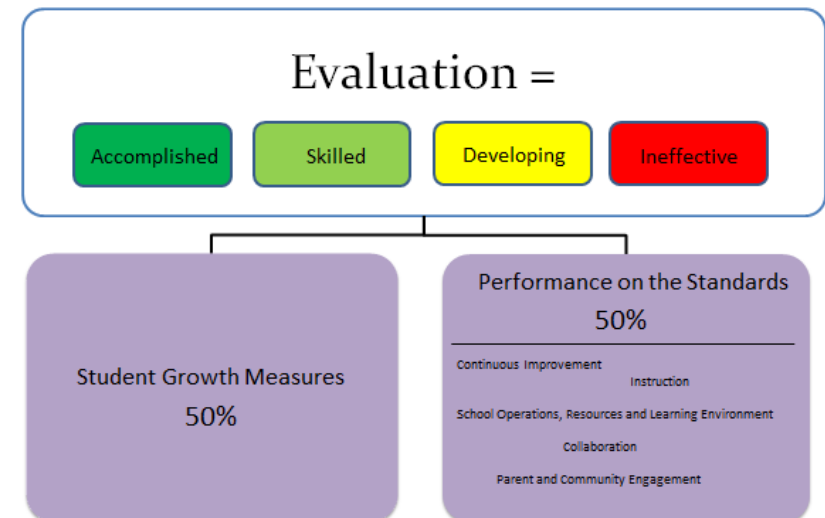 Evaluation =
Accomplished
Skilled
Developing
Ineffective
Student Growth Measures
50%
Performance on the Standards
50%
Continuous Improvement
Instruction
School Operations, Resources and Learning Environment
Collaboration
Parent and Community Engagement